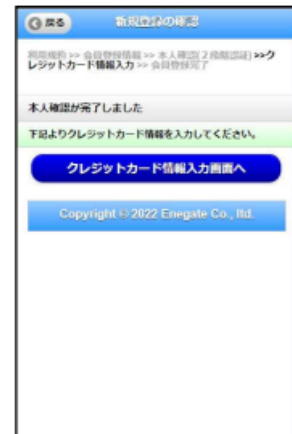 戻る
新規登録の確認
利用規約 >> 会員登録情報 >> 本人確認(2段階認証) >>ク
レジットカード情報入力 >> 会員登録完了
本人確認が完了しました
下記よりクレジットカード情報を入力してください。
クレジットカード情報入力画面へ
Copyright © 2022 Enegate Co., ltd.